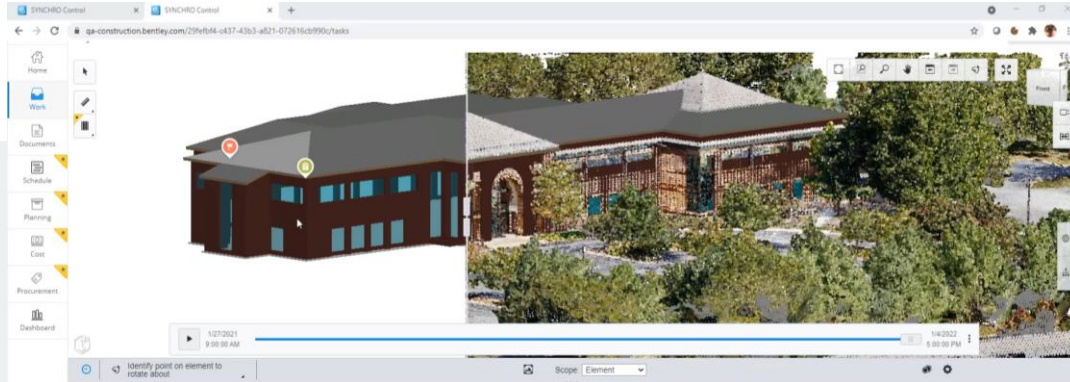 SYNCHRO Control
SYNCHRO Control
qa-construction.bentley.com/29fefbf4-c437-43b3-a821-072616cb990c/tasks
Home
Work
Documents
Schedule
Planning
Cost
Procurement
Dashboard
Front
1/27/2021
9:00:00 AM
1/4/2022
5:00:00 PM
Identify point on element to
rotate about
Scope
Element